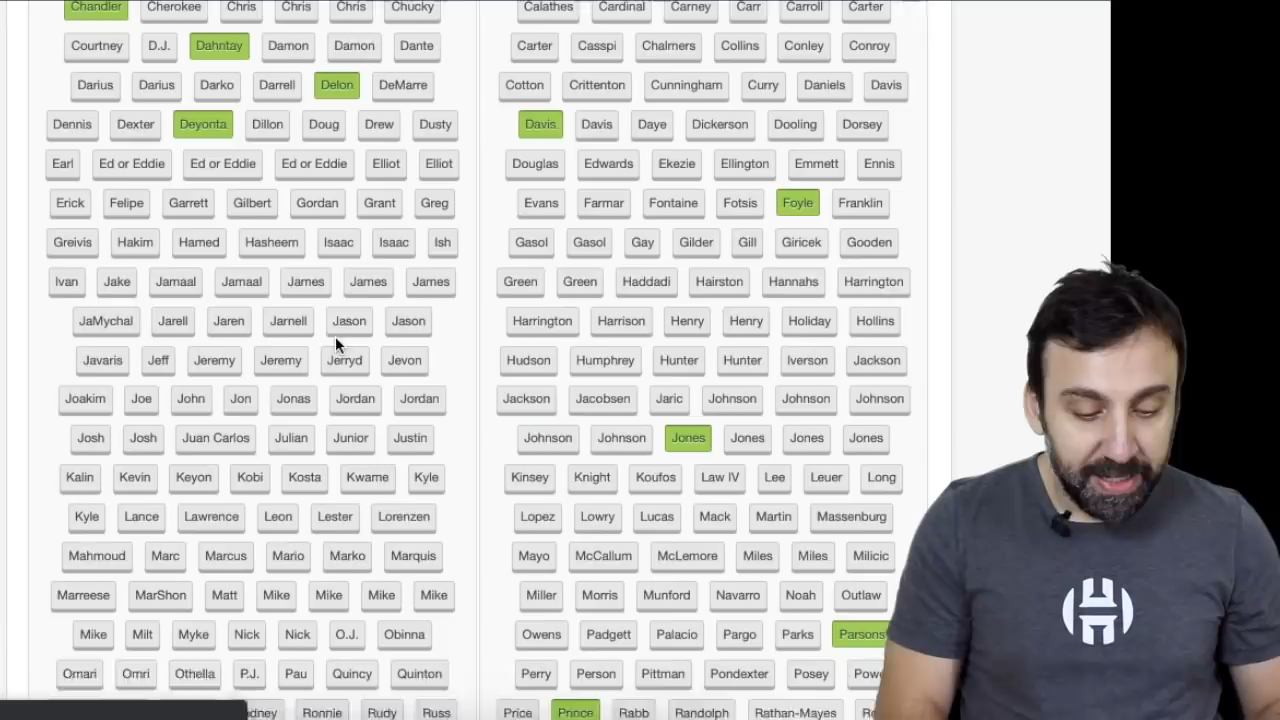 Chandler Cherokee Chris Chris Chris Chucky
Courtney D.J. Dahntay Damon Damon Dante
Darius Darius Darko Darrell Delon DeMarre
Dennis Dexter Deyonta Dillon Doug Drew Dusty
Earl Ed or Eddie Ed or Eddie Ed or Eddie Elliot Elliot
Erick Felipe Garrett Gilbert Gordan Grant Greg
Greivis Hakim Hamed Hasheem Isaac Isaac Ish
Ivan Jake Jamaal Jamaal James James James
JaMychal Jarell Jaren Jarnell Jason Jason
Javaris Jeff Jeremy Jeremy Jerryd Jevon
Joakim Joe John Jon Jonas Jordan Jordan
Josh Josh Juan Carlos Julian Junior Justin
Kalin Kevin Keyon Kobi Kosta Kwame Kyle
Kyle Lance Lawrence Leon Lester Lorenzen
Mahmoud Marc Marcus Mario Marko Marquis
Marreese MarShon Matt Mike Mike Mike Mike
Mike Milt Myke Nick Nick O.J. Obinna
Omari Omri Othella P.J. Pau Quincy Quinton
Ronnie Rudy Russ
Calathes Cardinal Carney Carr Carroll Carter
Carter Casspi Chalmers Collins Conley Conroy
Cotton Crittenton Cunningham Curry Daniels Davis
Davis Davis Daye Dickerson Dooling Dorsey
Douglas Edwards Ekezie Ellington Emmett Ennis
Evans Farmar Fontaine Fotsis Foyle Franklin
Gasol Gasol Gay Gilder Gill Giricek Gooden
Green Green Haddadi Hairston Hannahs Harrington
Harrington Harrison Henry Henry Holiday Hollins
Hudson Humphrey Hunter Hunter Iverson Jackson
Jackson Jacobsen Jaric Johnson Johnson Johnson
Johnson Johnson Jones Jones Jones Jones
Kinsey Knight Koufos Law IV Lee Leuer Long
Lopez Lowry Lucas Mack Martin Massenburg
Mayo McCallum McLemore Miles Miles Milicic
Miller Morris Munford Navarro Noah Outlaw
Owens Padgett Palacio Pargo Parks Parsons
Perry Person Pittman Pondexter Posey
Price Prince Rabb Randolph Rathan-Mayes